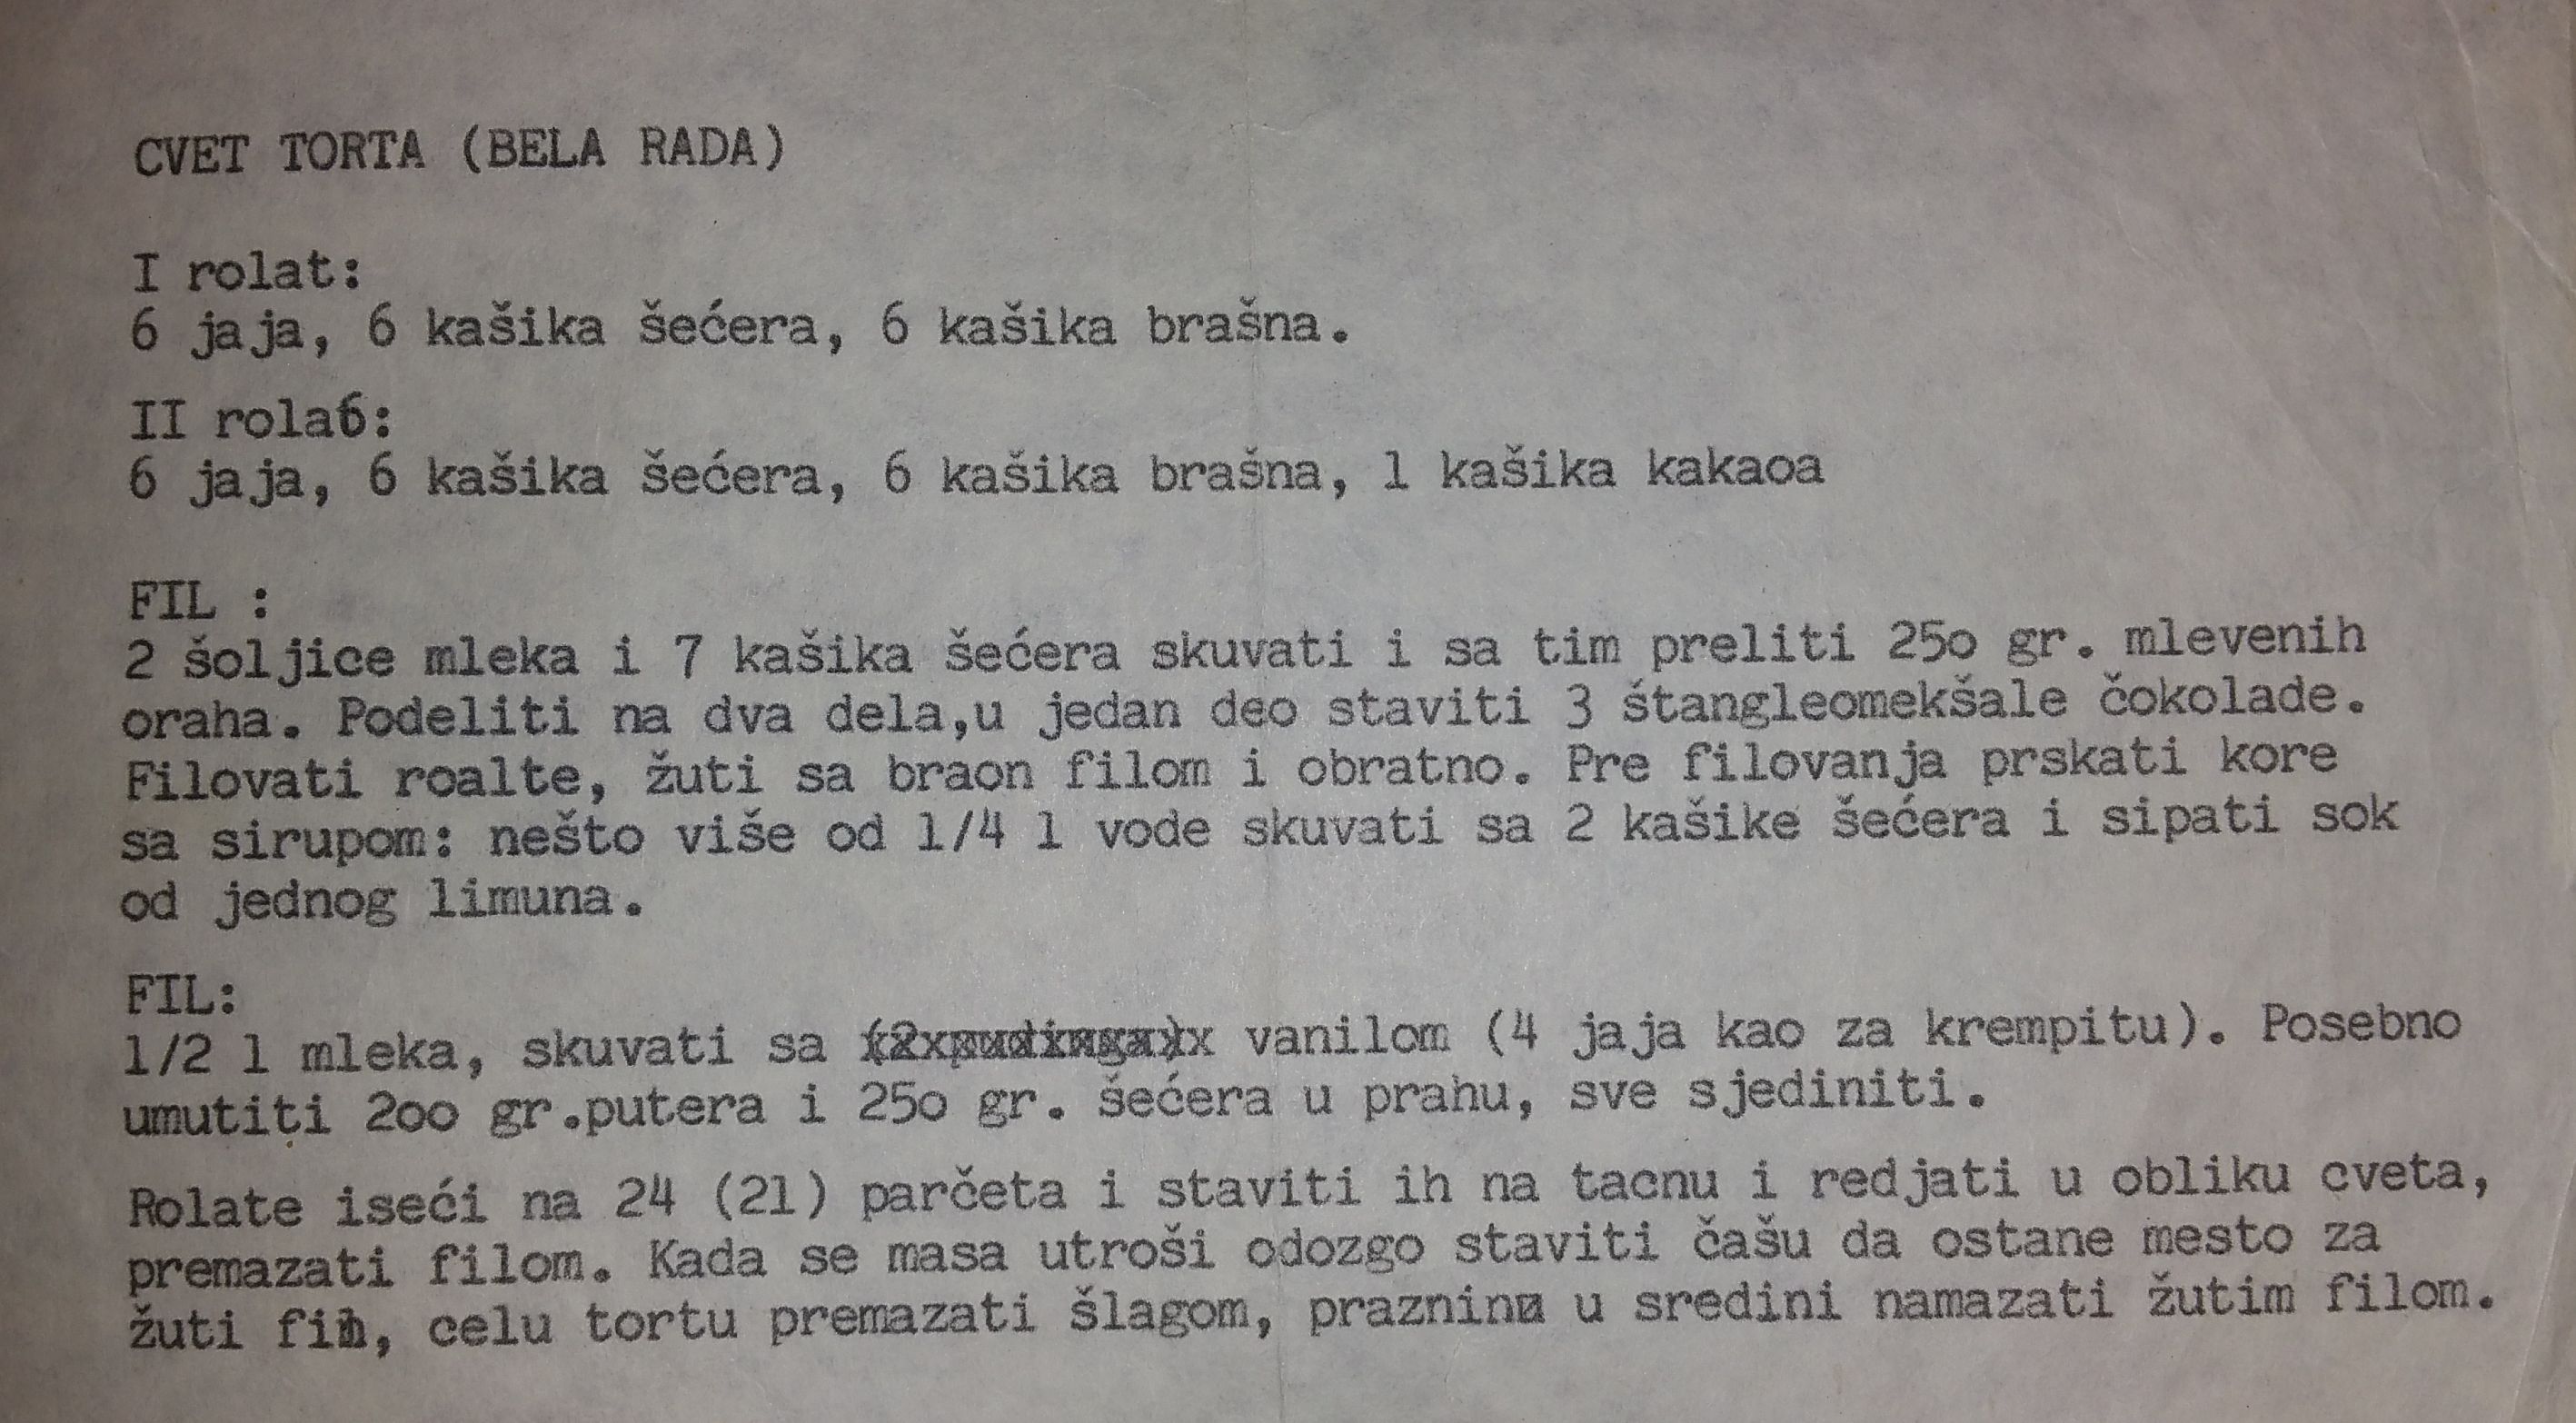 CVET TORTA (BELA RADA)
I rolat:
6 jaja, 6 kašika šećera, 6 kašika brašna.
II rola6:
6 jaja, 6 kašika šećera, 6 kašika brašna, 1 kašika kakaoa
FIL :
2 šoljice mleka i 7 kašika šećera skuvati i sa tim preliti 25o gr. mlevenih
oraha. Podeliti na dva dela,u jedan deo staviti 3 štangleomekšale čokolade.
Filovati roalte, žuti sa braon filom i obratno. Pre filovanja prskati kore
sa sirupom: nešto više od 1/4 l vode skuvati sa 2 kašike šećera i sipati sok
od jednog limuna.
FIL:
1/2 l mleka, skuvati sa (2 pudinga) vanilom (4 jaja kao za krempitu). Posebno
umutiti 2oo gr.putera i 25o gr. šećera u prahu, sve sjediniti.
Rolate iseći na 24 (21) parčeta i staviti ih na tacnu i redjati u obliku cveta,
premazati filom. Kada se masa utroši odozgo staviti čašu da ostane mesto za
žuti fil, celu tortu premazati šlagom, prazninu u sredini namazati žutim filom.